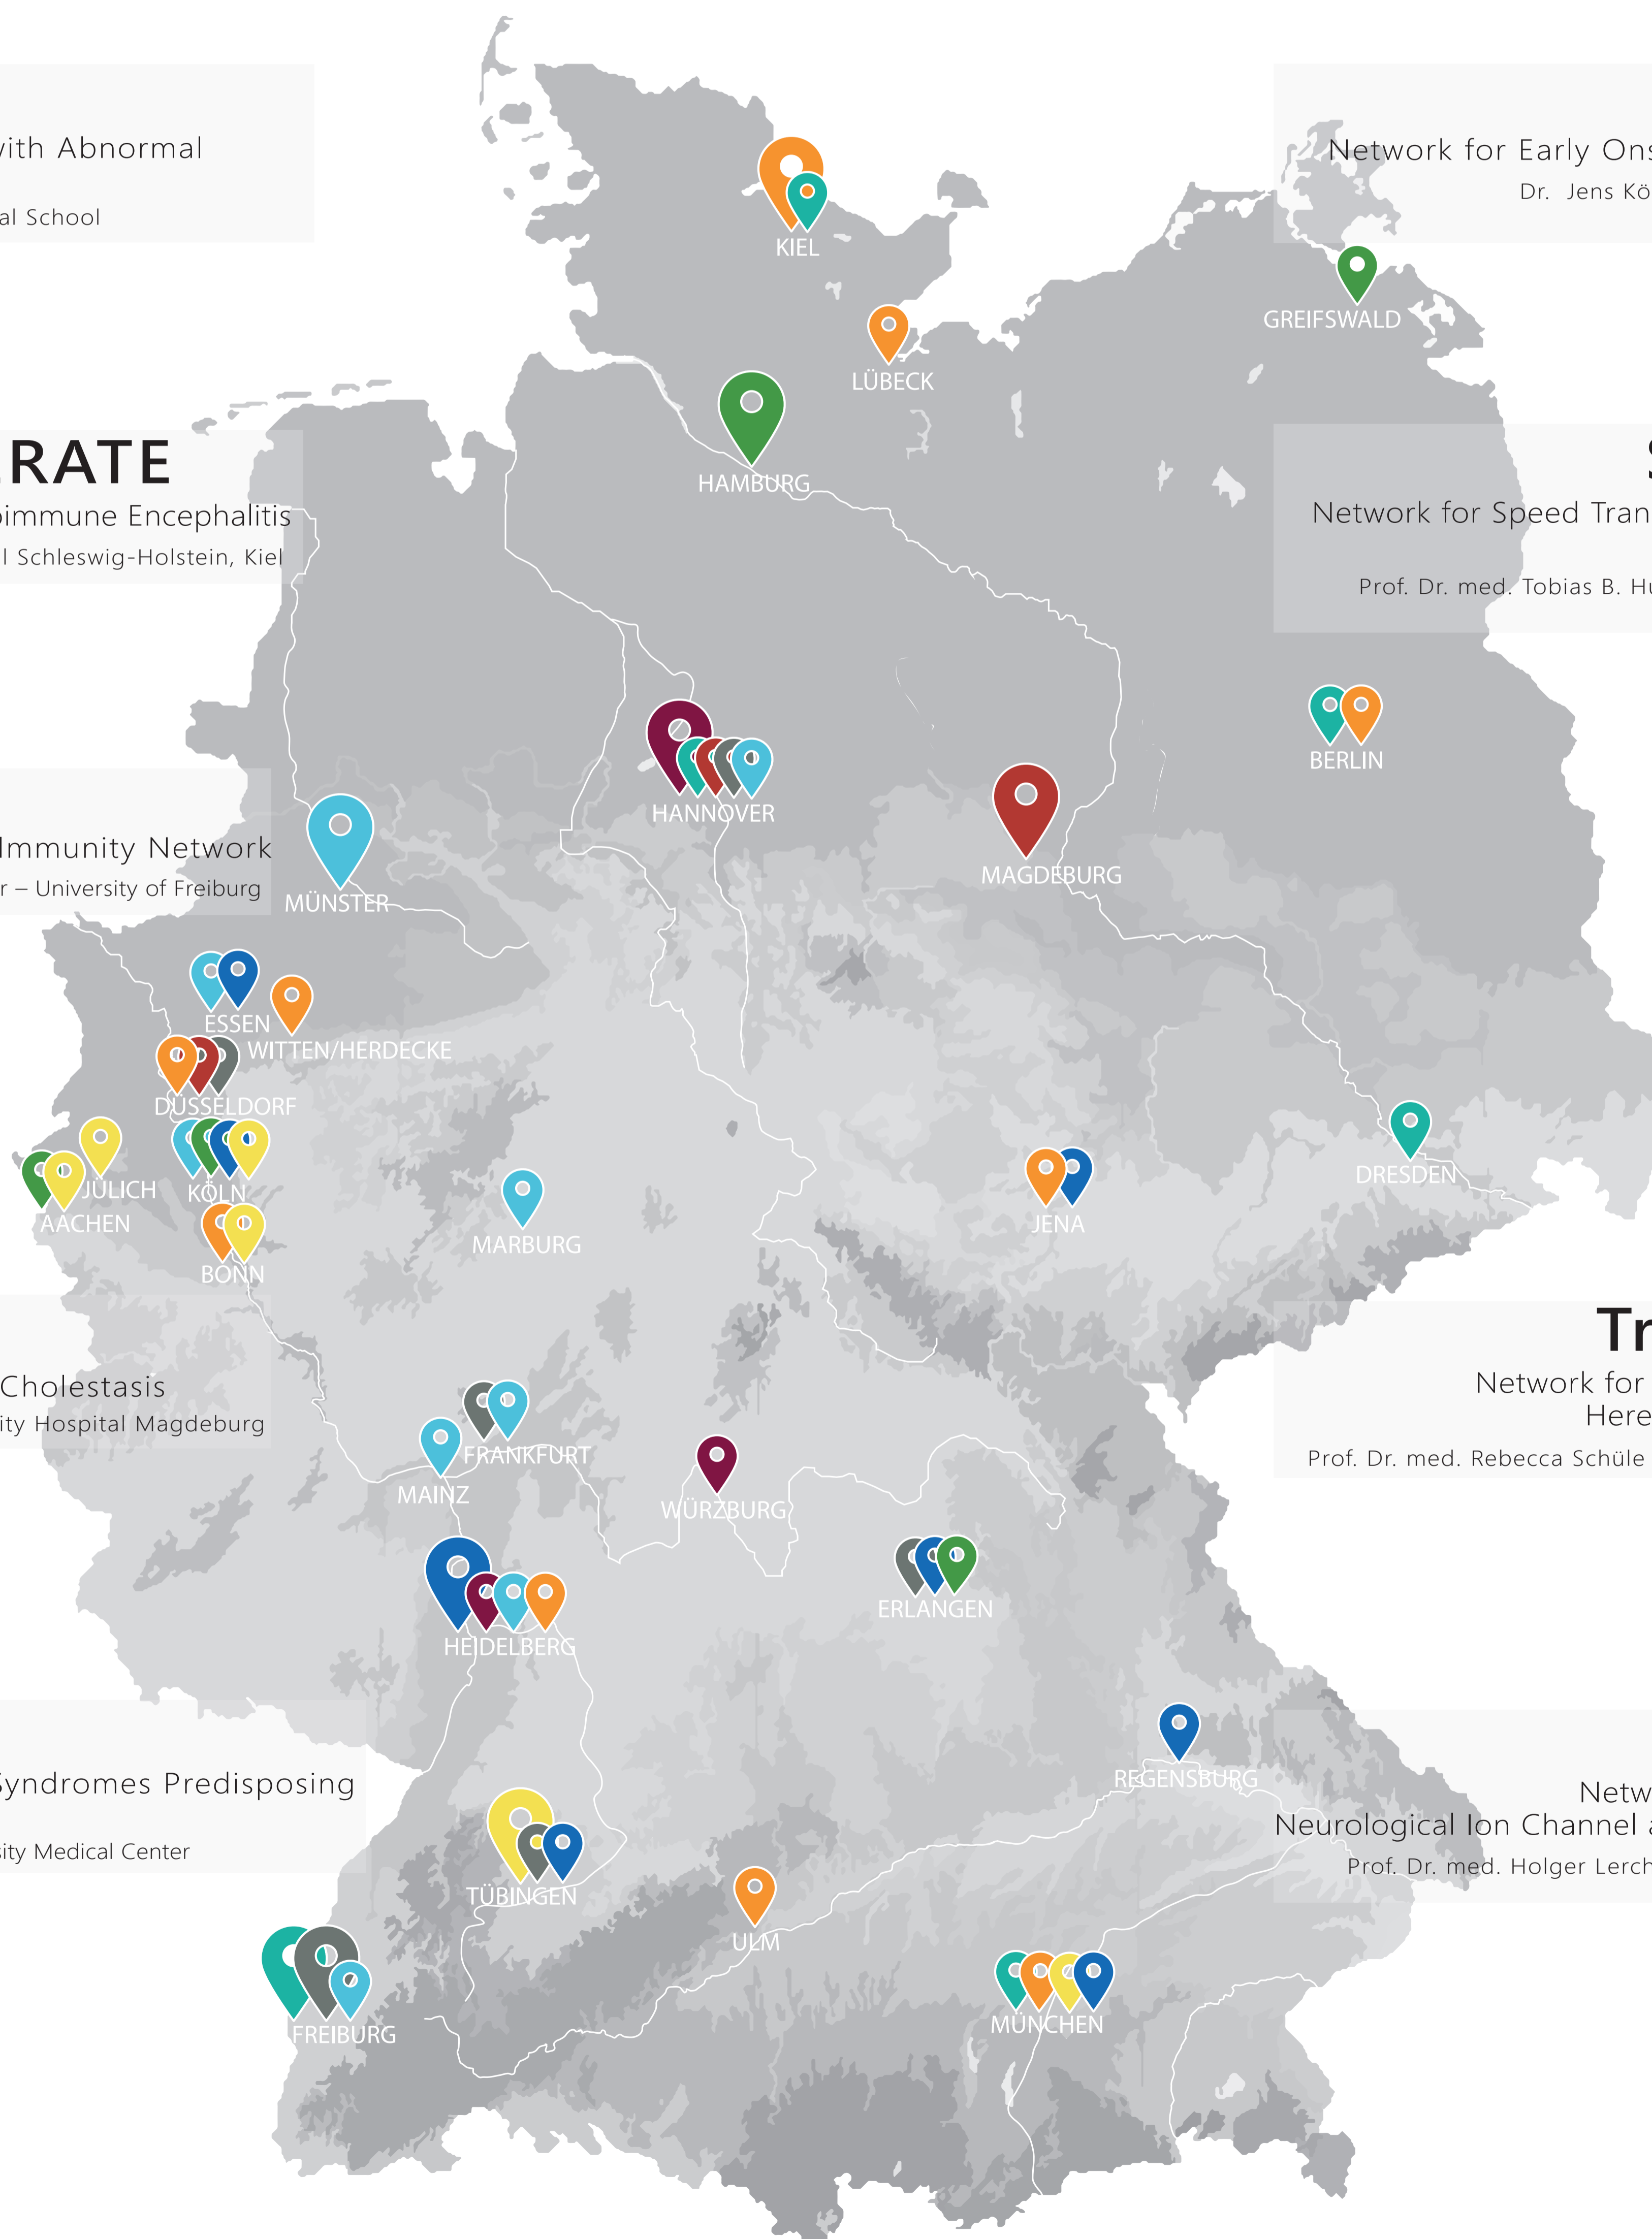 with Abnormal
al School
Network for Early Ons
Dr. Jens Kö
KIEL
GREIFSWALD
LÜBECK
RATE
immune Encephalitis
l Schleswig-Holstein, Kiel
HAMBURG
S
Network for Speed Tran
Prof. Dr. med. Tobias B. Hu
BERLIN
HANNOVER
Immunity Network
r – University of Freiburg
MÜNSTER
MAGDEBURG
ESSEN
WITTEN/HERDECKE
DÜSSELDORF
JÜLICH
KÖLN
AACHEN
BONN
MARBURG
JENA
DRESDEN
Cholestasis
ity Hospital Magdeburg
Tr
Network for
Here
Prof. Dr. med. Rebecca Schüle
FRANKFURT
MAINZ
WÜRZBURG
ERLANGEN
HEIDELBERG
Syndromes Predisposing
sity Medical Center
REGENSBURG
Netw
Neurological Ion Channel a
Prof. Dr. med. Holger Lerch
TÜBINGEN
ULM
FREIBURG
MÜNCHEN